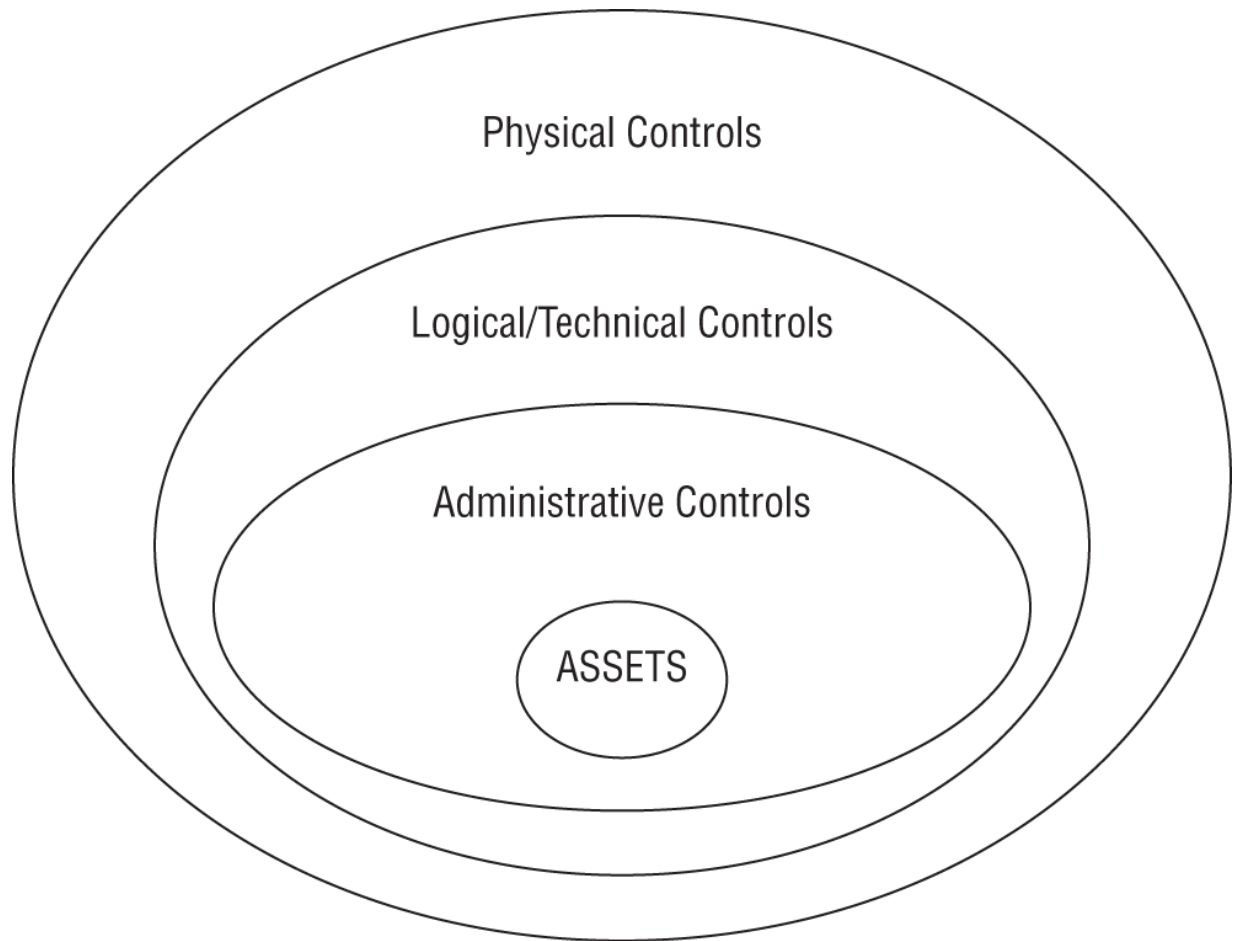 Physical Controls
Logical/Technical Controls
Administrative Controls
ASSETS